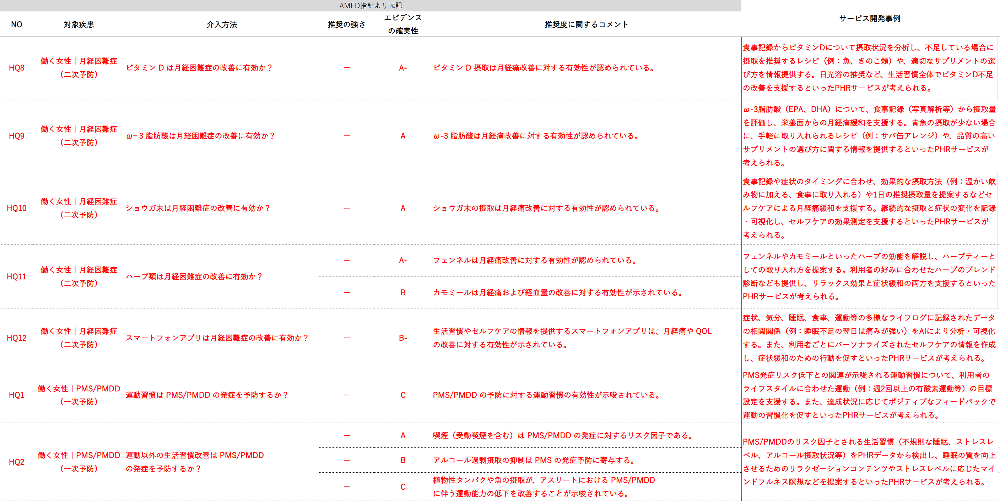 AMED指針より転記
NO
対象疾患
介入方法
推奨の強さ
エビデンス
の確実性
推奨度に関するコメント
サービス開発事例
HQ8
働く女性｜月経困難症
（二次予防）
ビタミン D は月経困難症の改善に有効か？
ー
A-
ビタミン D 摂取は月経痛改善に対する有効性が認められている。
食事記録からビタミンDについて摂取状況を分析し、不足している場合に
摂取を推奨するレシピ（例：魚、きのこ類）や、適切なサプリメントの選
び方を情報提供する。日光浴の推奨など、生活習慣全体でビタミンD不足
の改善を支援するといったPHRサービスが考えられる。
HQ9
働く女性｜月経困難症
（二次予防）
ω− 3 脂肪酸は月経困難症の改善に有効か？
ー
A
ω-3 脂肪酸は月経痛改善に対する有効性が認められている。
ω-3脂肪酸（EPA、DHA）について、食事記録（写真解析等）から摂取量
を評価し、栄養面からの月経痛緩和を支援する。青魚の摂取が少ない場合
に、手軽に取り入れられるレシピ（例：サバ缶アレンジ）や、品質の高い
サプリメントの選び方に関する情報を提供するといったPHRサービスが
考えられる。
HQ10
働く女性｜月経困難症
（二次予防）
ショウガ末は月経困難症の改善に有効か？
ー
A
ショウガ末の摂取は月経痛改善に対する有効性が認められている。
食事記録や症状のタイミングに合わせ、効果的な摂取方法（例：温かい飲
み物に加える、食事に取り入れる）や1日の推奨摂取量を提案するなどセ
ルフケアによる月経痛緩和を支援する。継続的な摂取と症状の変化を記録
・可視化し、セルフケアの効果測定を支援するといったPHRサービスが
考えられる。
HQ11
働く女性｜月経困難症
（二次予防）
ハーブ類は月経困難症の改善に有効か？
ー
A-
フェンネルは月経痛改善に対する有効性が認められている。
ー
B
カモミールは月経痛および経血量の改善に対する有効性が示されている。
フェンネルやカモミールといったハーブの効能を解説し、ハーブティーと
しての取り入れ方を提案する。利用者の好みに合わせたハーブのブレンド
診断なども提供し、リラックス効果と症状緩和の両方を支援するといった
PHRサービスが考えられる。
HQ12
働く女性｜月経困難症
（二次予防）
スマートフォンアプリは月経困難症の改善に有効か？
ー
B-
生活習慣やセルフケアの情報を提供するスマートフォンアプリは、月経痛や QOL
の改善に対する有効性が示されている。
症状、気分、睡眠、食事、運動等の多様なライフログに記録されたデータ
の相関関係（例：睡眠不足の翌日は痛みが強い）をAIにより分析・可視化
する。また、利用者ごとにパーソナライズされたセルフケアの情報を作成
し、症状緩和のための行動を促すといったPHRサービスが考えられる。
HQ1
働く女性｜PMS/PMDD
（一次予防）
運動習慣は PMS/PMDD の発症を予防するか？
ー
C
PMS/PMDD の予防に対する運動習慣の有効性が示唆されている。
PMS発症リスク低下との関連が示唆される運動習慣について、利用者の
ライフスタイルに合わせた運動（例：週2回以上の有酸素運動等）の目標
設定を支援する。また、達成状況に応じてポジティブなフィードバックで
運動の習慣化を促すといったPHRサービスが考えられる。
HQ2
働く女性｜PMS/PMDD
（一次予防）
運動以外の生活習慣改善は PMS/PMDD
の発症を予防するか？
ー
A
喫煙（受動喫煙を含む）は PMS/PMDD の発症に対するリスク因子である。
ー
B
アルコール過剰摂取の抑制は PMS の発症予防に寄与する。
ー
C
植物性タンパクや魚の摂取が、アスリートにおける PMS/PMDD
に伴う運動能力の低下を改善することが示唆されている。
PMS/PMDDのリスク因子とされる生活習慣（不規則な睡眠、ストレスレ
ベル、アルコール摂取状況等）をPHRデータから検出し、睡眠の質を向上
させるためのリラクゼーションコンテンツやストレスレベルに応じたマイ
ンドフルネス瞑想などを提案するといったPHRサービスが考えられる。